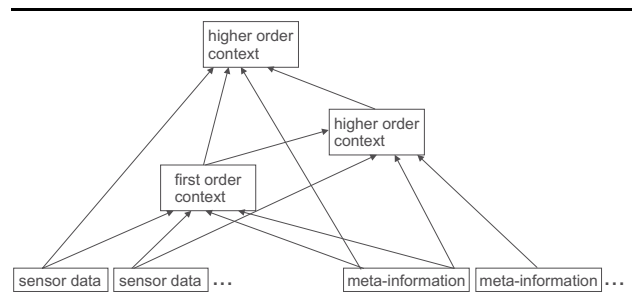 higher order
context
higher order
context
first order
context
sensor data
sensor data
...
meta-information
meta-information
...